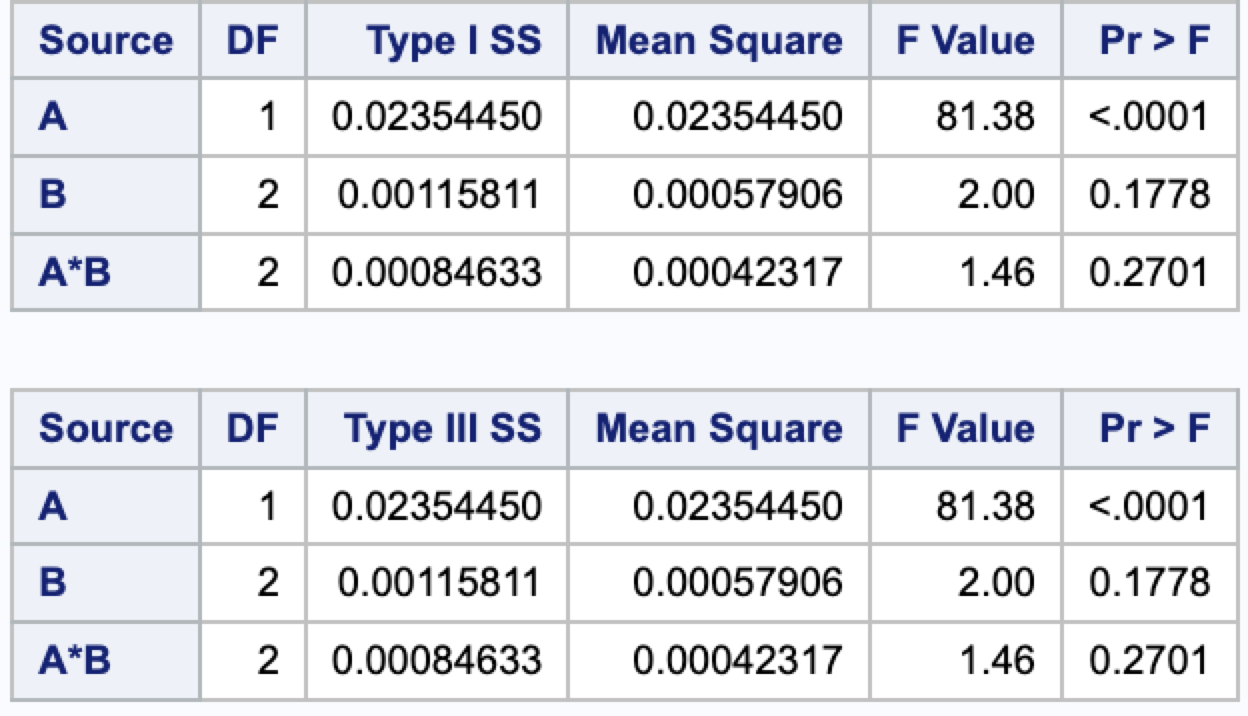 Source DF Type I SS Mean Square F Value Pr > F
A 1 0.02354450 0.02354450 81.38 <.0001
B 2 0.00115811 0.00057906 2.00 0.1778
A*B 2 0.00084633 0.00042317 1.46 0.2701
Source DF Type III SS Mean Square F Value Pr > F
A 1 0.02354450 0.02354450 81.38 <.0001
B 2 0.00115811 0.00057906 2.00 0.1778
A*B 2 0.00084633 0.00042317 1.46 0.2701